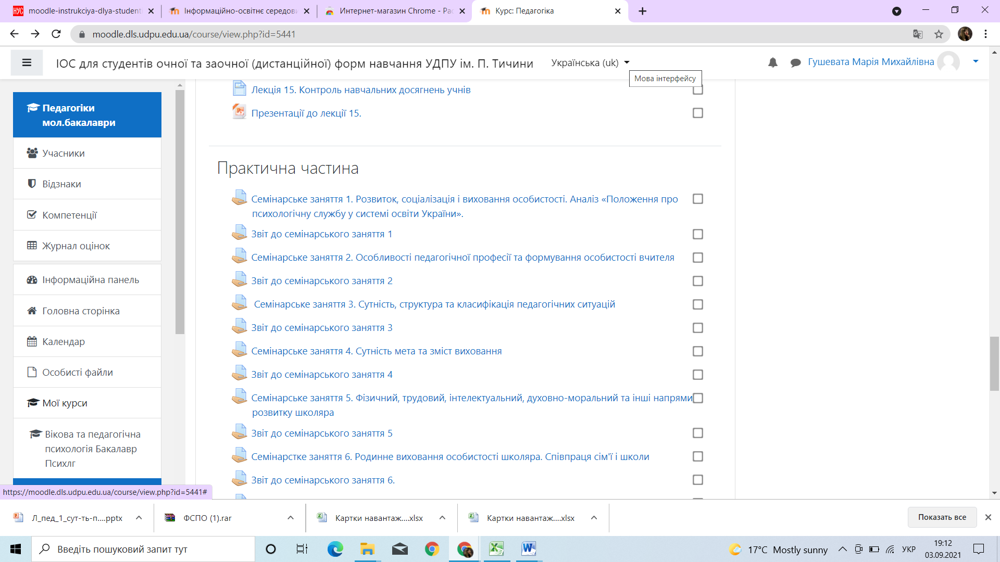 moodle-instrukciya-dlya-student
Інформаційно-освітнє середови
Интернет-магазин Chrome - Рас
Курс: Педагогіка
moodle.dls.udpu.edu.ua/course/view.php?id=5441
ІОС для студентів очної та заочної (дистанційної) форм навчання УДПУ ім. П. Тичини
Українська (uk)
Гушевата Марія Михайлівна
Мова інтерфейсу
Педагогіки
мол.бакалаври
Учасники
Відзнаки
Компетенції
Журнал оцінок
Інформаційна панель
Головна сторінка
Календар
Особисті файли
Мої курси
Вікова та педагогічна
психологія Бакалавр
Психлг
Лекція 15. Контроль навчальних досягнень учнів
Презентації до лекції 15.
Практична частина
Семінарське заняття 1. Розвиток, соціалізація і виховання особистості. Аналіз «Положення про
психологічну службу у системі освіти України».
Звіт до семінарського заняття 1
Семінарське заняття 2. Особливості педагогічної професії та формування особистості вчителя
Звіт до семінарського заняття 2
Семінарське заняття 3. Сутність, структура та класифікація педагогічних ситуацій
Звіт до семінарського заняття 3
Семінарське заняття 4. Сутність мета та зміст виховання
Звіт до семінарського заняття 4
Семінарське заняття 5. Фізичний, трудовий, інтелектуальний, духовно-моральний та інші напрями
розвитку школяра
Звіт до семінарського заняття 5
Семінарстке заняття 6. Родинне виховання особистості школяра. Співпраця сім'ї і школи
Звіт до семінарського заняття 6.
https://moodle.dls.udpu.edu.ua/course/view.php?id=5441#
Л_пед_1_сут-ть-п....pptx
ФСПО (1).rar
Картки навантаж....xlsx
Картки навантаж....xlsx
Показать все
Введіть пошуковий запит тут
17°C Mostly sunny
УКР
19:12
03.09.2021